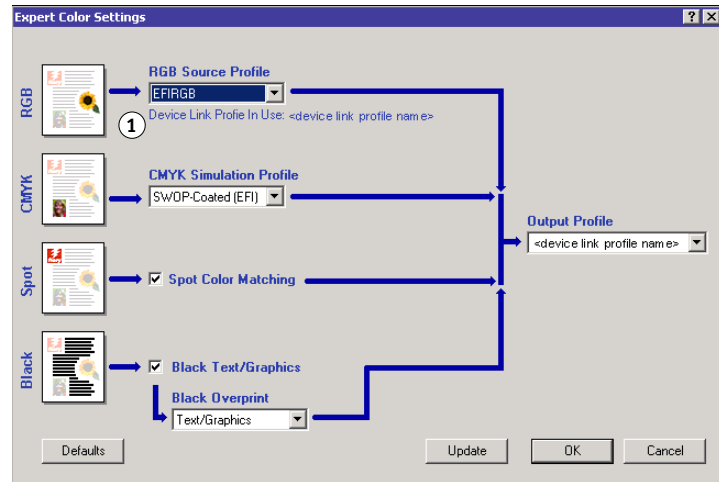 Expert Color Settings
RGB
RGB Source Profile
EFIRGB
1
Device Link Profie In Use: <device link profile name>
CMYK
CMYK Simulation Profile
SWOP-Coated (EFI)
Output Profile
<device link profile name>
Spot
Spot Color Matching
Black
Black Text/Graphics
Black Overprint
Text/Graphics
Defaults
Update
OK
Cancel